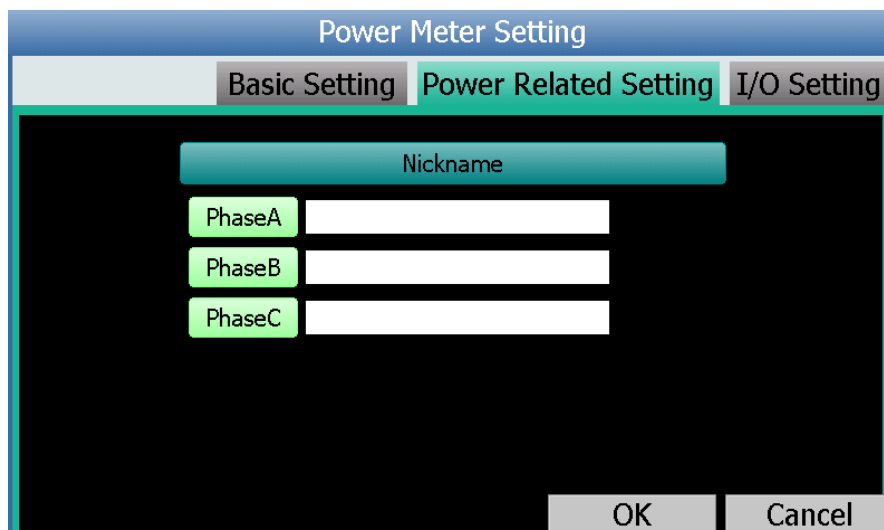 Power Meter Setting
Basic Setting Power Related Setting I/O Setting
Nickname
PhaseA
PhaseB
PhaseC
OK Cancel